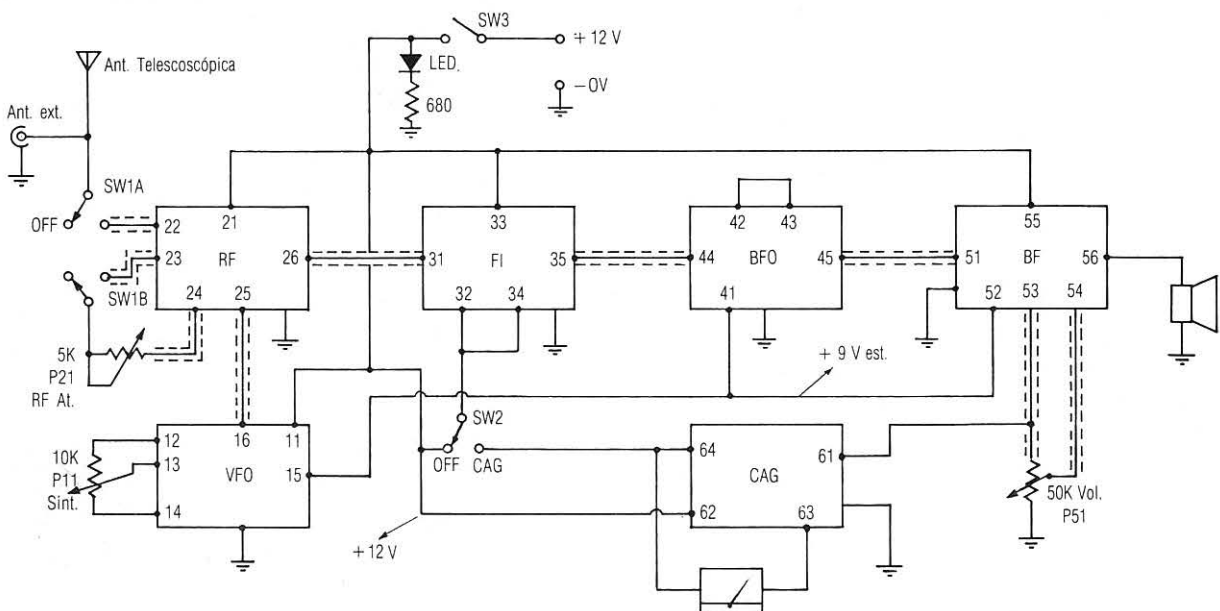 SW3
+ 12 V
Ant. Telescoscópica
LED.
680
-0V
Ant. ext.
SW1A
OFF
22
21
33
42
43
55
23
RF
26
31
FI
35
44
BFO
45
51
BF
56
SW1B
24
25
32
34
41
52
53
54
5K
P21
RF At.
+ 9 V est.
SW2
12
16
11
OFF
CAG
64
61
10K
13
P11
VFO
15
CAG
50K Vol.
Sint.
14
62
63
P51
+12 V